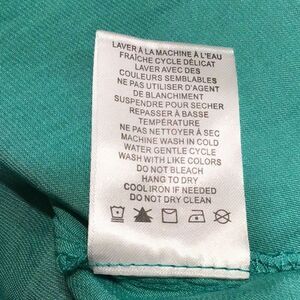 LAVER À LA MACHINE À L'EAU
FRAÎCHE CYCLE DÉLICAT
LAVER AVEC DES
COULEURS SEMBLABLES
NE PAS UTILISER D'AGENT
DE BLANCHIMENT
SUSPENDRE POUR SECHER
REPASSER À BASSE
TEMPÉRATURE
NE PAS NETTOYER À SEC
MACHINE WASH IN COLD
WATER GENTLE CYCLE
WASH WITH LIKE COLORS
DO NOT BLEACH
HANG TO DRY
COOL IRON IF NEEDED
DO NOT DRY CLEAN